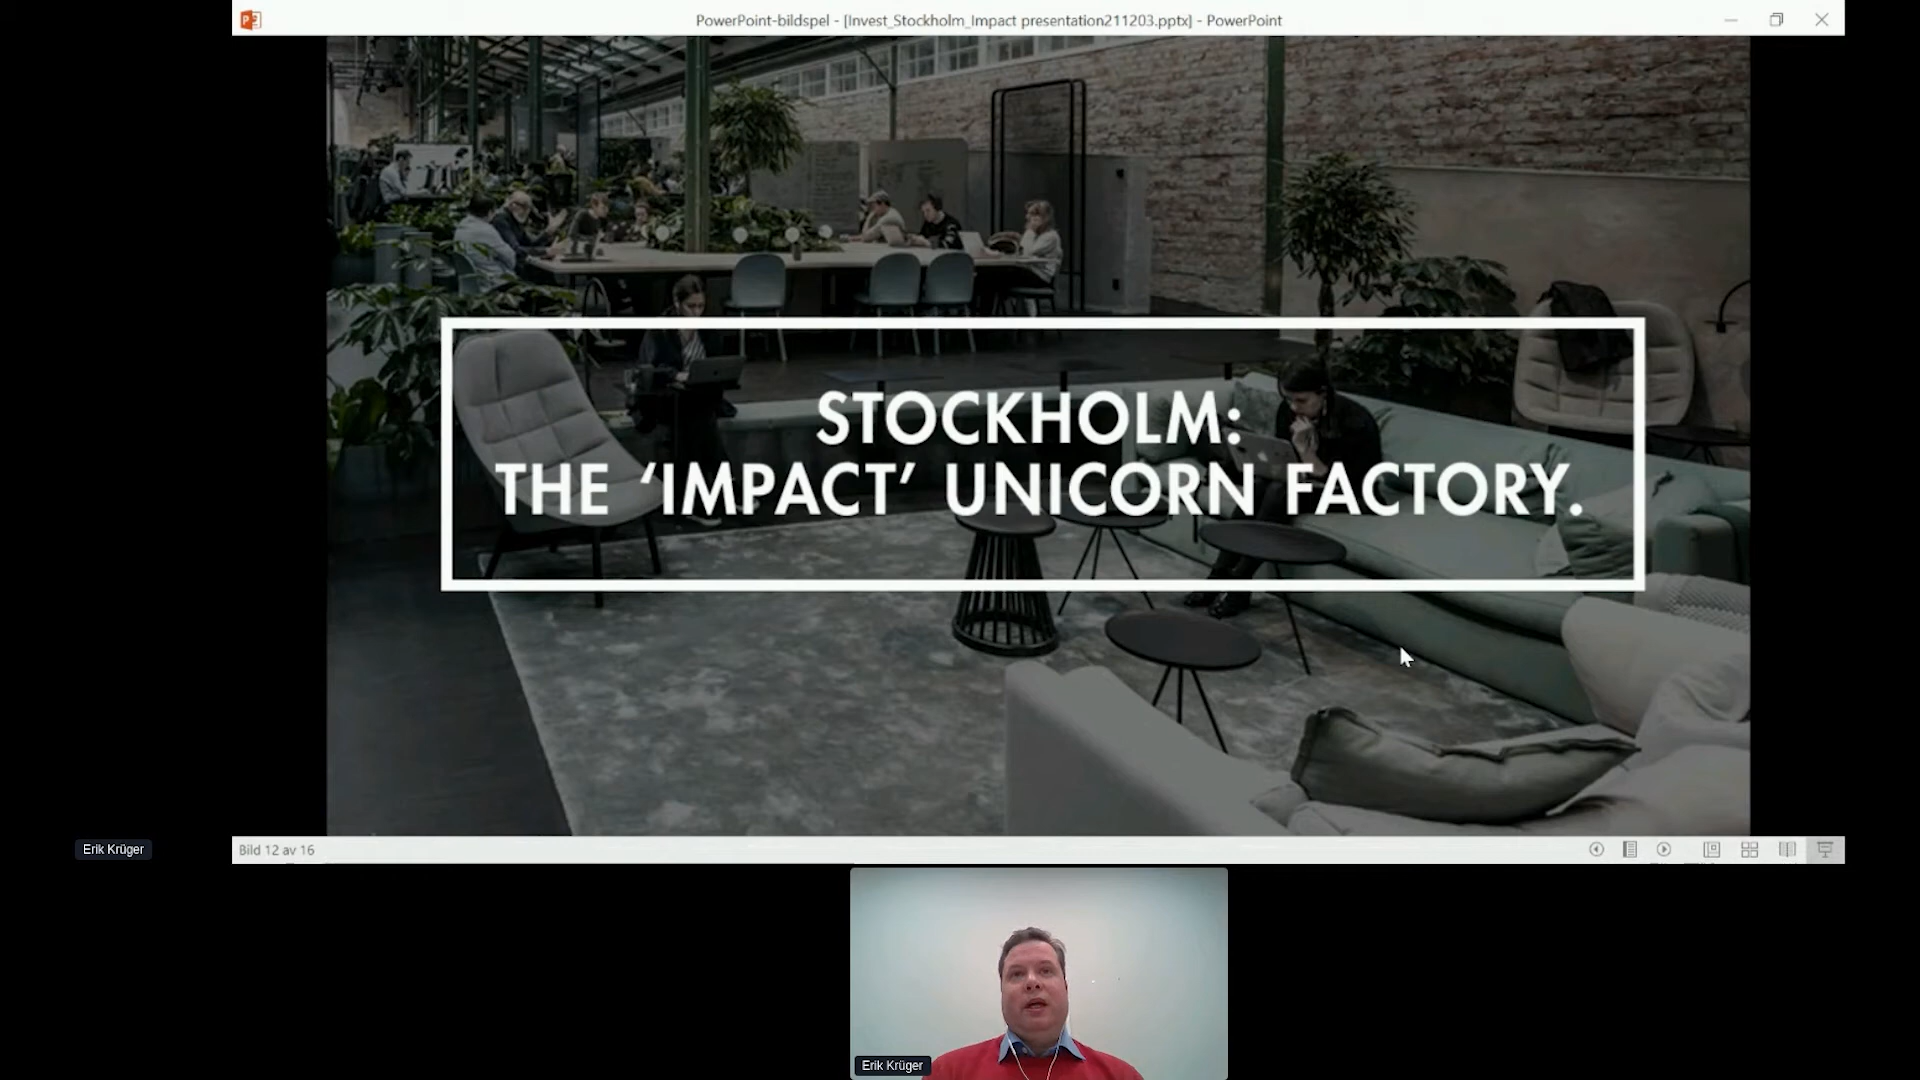 PowerPoint-bildspel - [Invest_Stockholm_Impact presentation211203.pptx] - PowerPoint
STOCKHOLM:
THE ‘IMPACT’ UNICORN FACTORY.
Erik Krüger
Bild 12 av 16
Erik Krüger